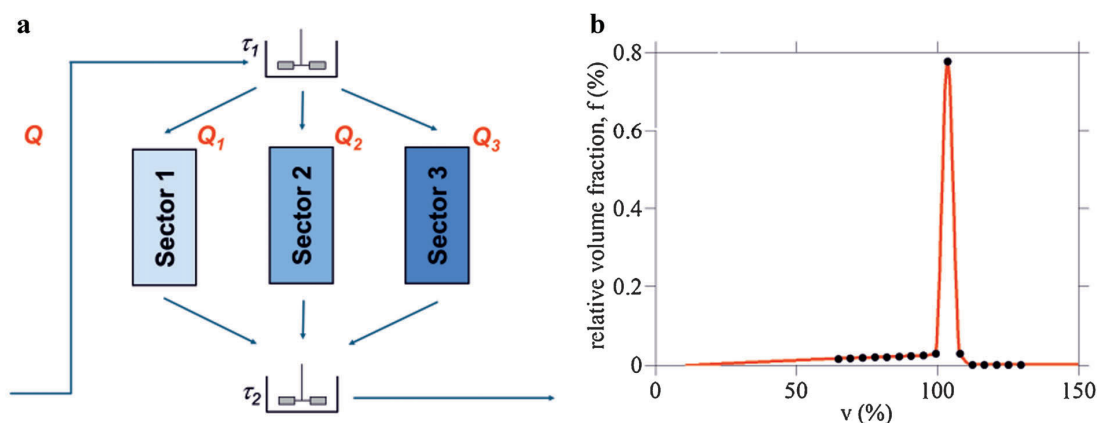 a
τ1
Q
Q1
Q2
Q3
Sector 1
Sector 2
Sector 3
τ2
b
relative volume fraction, f (%)
0.8
0.6
0.4
0.2
0
0
50
100
150
v (%)